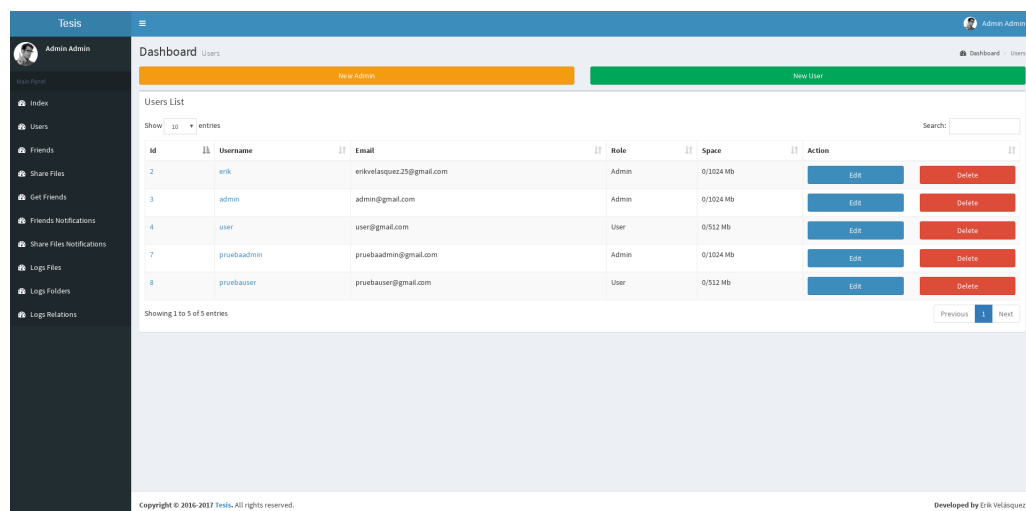 Tesis
Admin Admin
Admin Admin
Main Panel
Index
Users
Friends
Share Files
Get Friends
Friends Notifications
Share Files Notifications
Logs Files
Logs Folders
Logs Relations
Dashboard Users
Dashboard > Users
New Admin
New User
Users List
Show 10 entries
Search:
Id Username Email Role Space Action
2 erik erikvelasquez.25@gmail.com Admin 0/1024 Mb Edit Delete
3 admin admin@gmail.com Admin 0/1024 Mb Edit Delete
4 user user@gmail.com User 0/512 Mb Edit Delete
7 pruebaadmin pruebaadmin@gmail.com Admin 0/1024 Mb Edit Delete
8 pruebauser pruebauser@gmail.com User 0/512 Mb Edit Delete
Showing 1 to 5 of 5 entries
Previous 1 Next
Copyright © 2016-2017 Tesis. All rights reserved.
Developed by Erik Velásquez